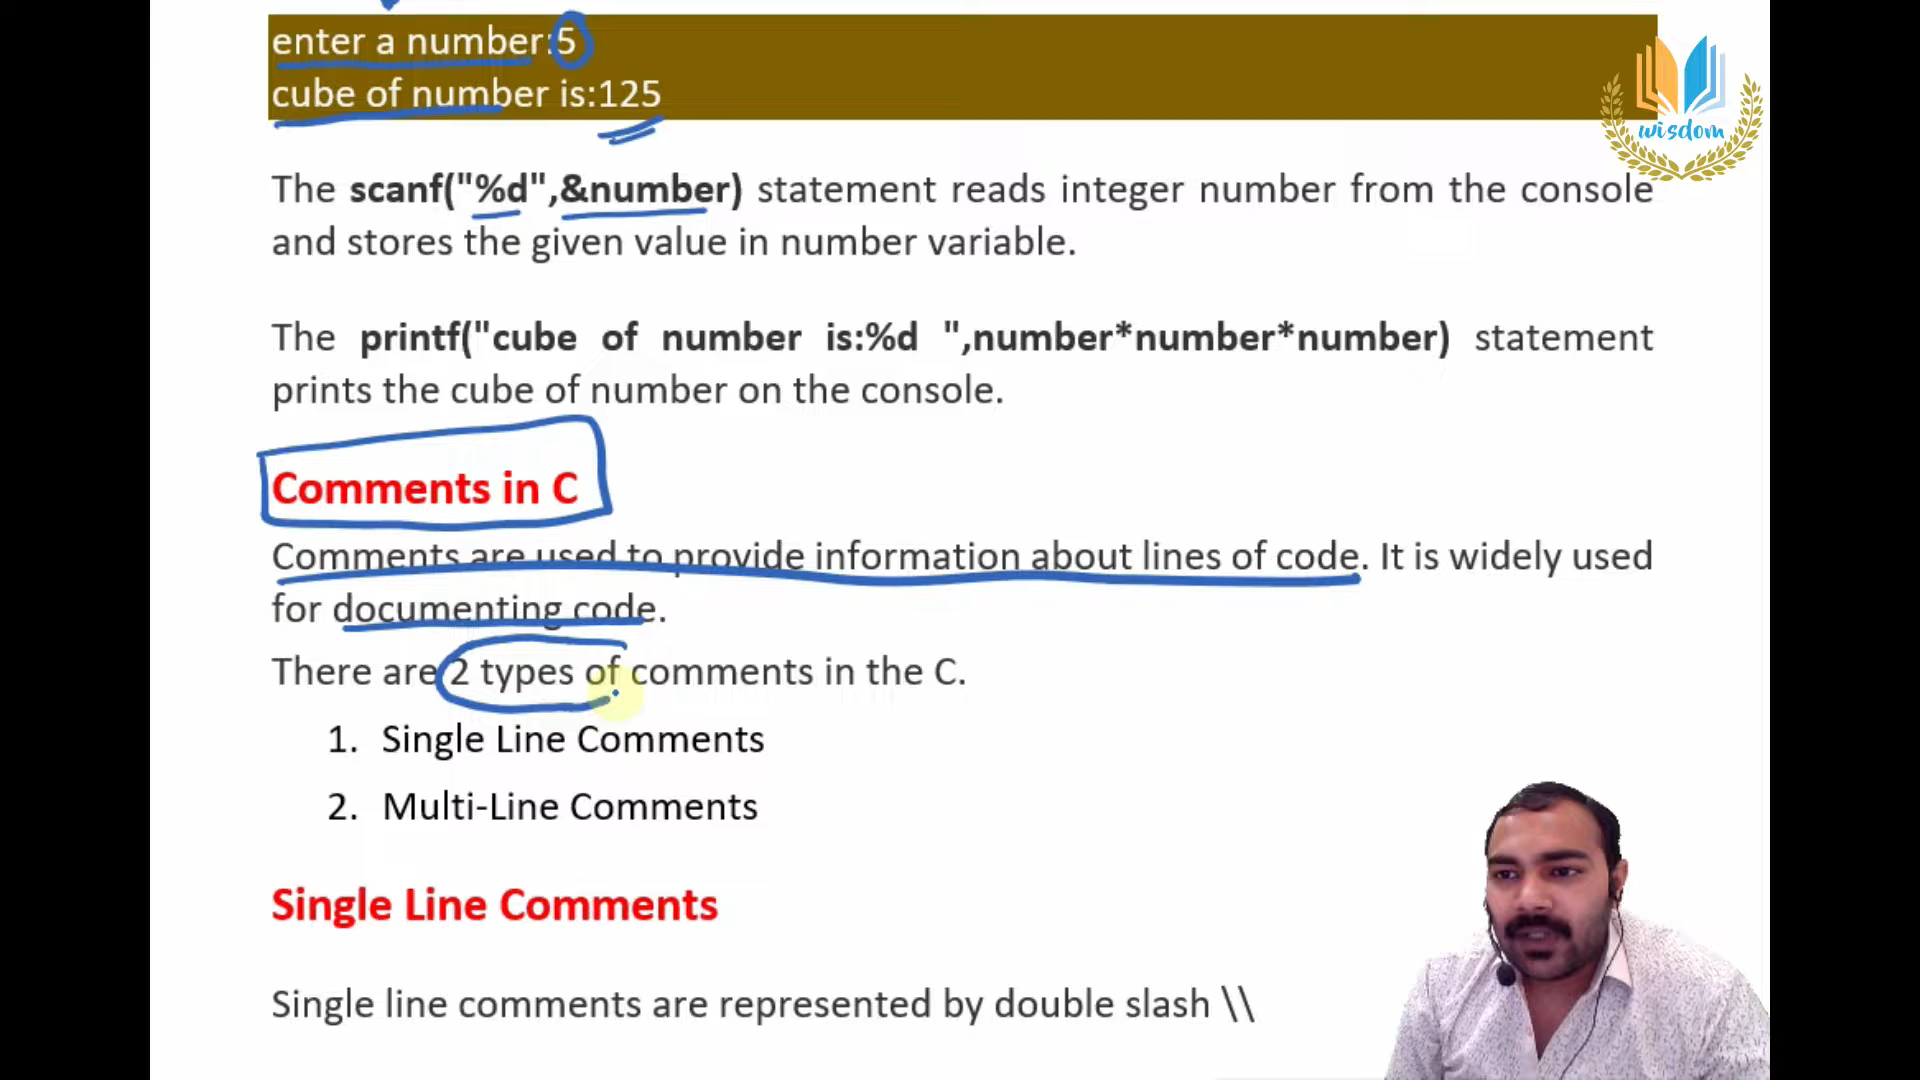 enter a number:5
cube of number is:125
wisdom
The scanf("%d",&number) statement reads integer number from the console
and stores the given value in number variable.
The printf("cube of number is:%d ",number*number*number) statement
prints the cube of number on the console.
Comments in C
Comments are used to provide information about lines of code. It is widely used
for documenting code.
There are 2 types of comments in the C.
1. Single Line Comments
2. Multi-Line Comments
Single Line Comments
Single line comments are represented by double slash \\